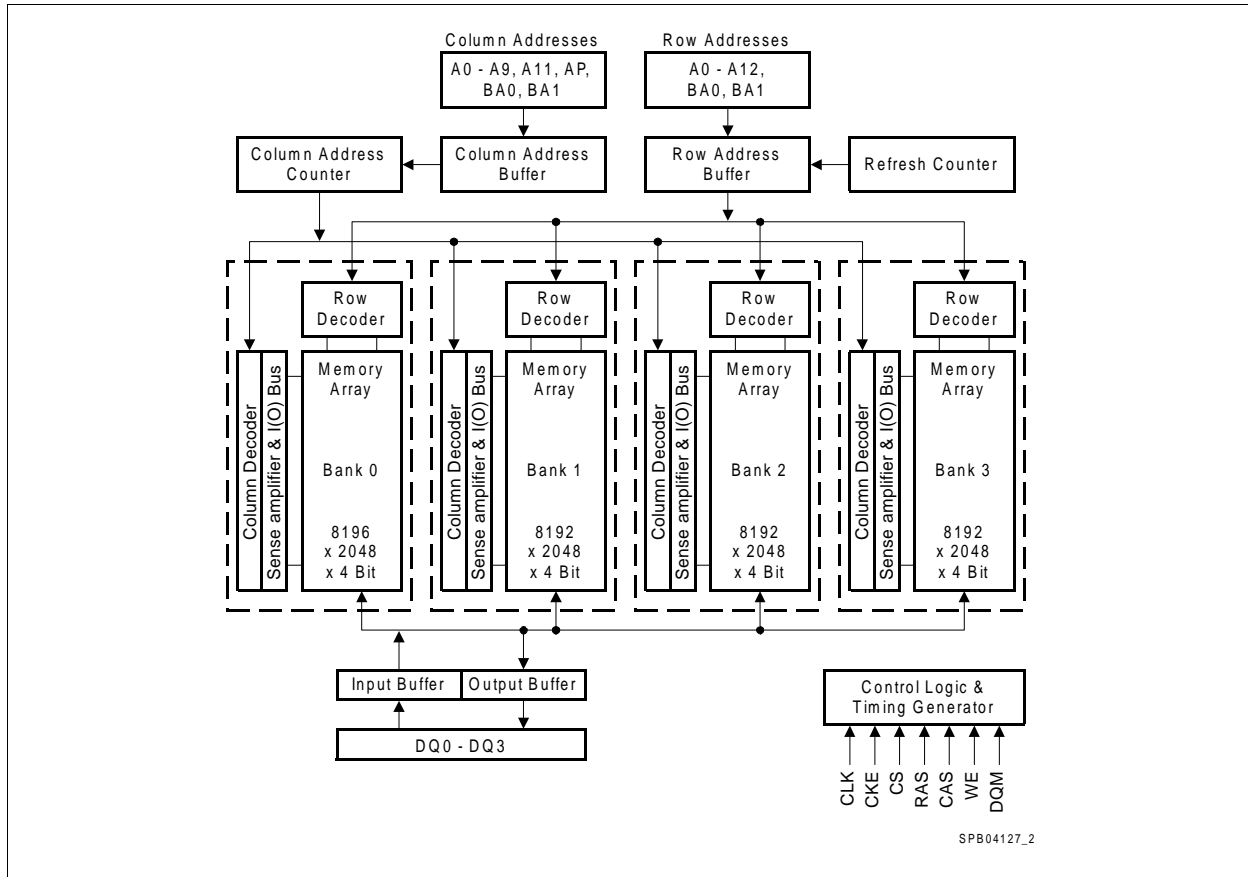 Column Addresses
A0 - A9, A11, AP,
BA0, BA1
Row Addresses
A0 - A12,
BA0, BA1
Column Address
Counter
Column Address
Buffer
Row Address
Buffer
Refresh Counter
Row
Decoder
Column Decoder
Sense amplifier & I(O) Bus
Memory
Array
Bank 0
8196
x 2048
x 4 Bit
Row
Decoder
Column Decoder
Sense amplifier & I(O) Bus
Memory
Array
Bank 1
8192
x 2048
x 4 Bit
Row
Decoder
Column Decoder
Sense amplifier & I(O) Bus
Memory
Array
Bank 2
8192
x 2048
x 4 Bit
Row
Decoder
Column Decoder
Sense amplifier & I(O) Bus
Memory
Array
Bank 3
8192
x 2048
x 4 Bit
Input Buffer
Output Buffer
DQ0 - DQ3
Control Logic &
Timing Generator
CLK
CKE
CS
RAS
CAS
WE
DQM
SPB04127_2